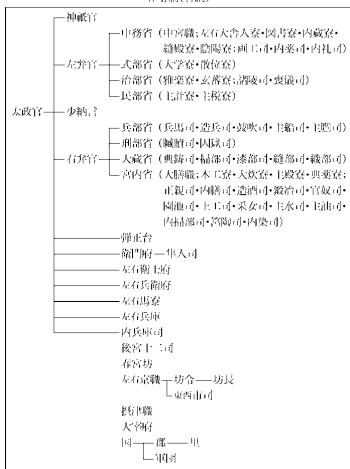 神祇官
中務省（中宮職;左右大舎人寮・図書寮・内蔵寮・
縫殿寮・陰陽寮;画工司・内薬司・内礼司）
左弁官
式部省（大学寮・散位寮）
治部省（雅楽寮・玄蕃寮;諸陵司・喪儀司）
民部省（主計寮・主税寮）
太政官
少納言
兵部省（兵馬司・造兵司・鼓吹司・主船司・主鷹司）
刑部省（贓贖司・囚獄司）
右弁官
大蔵省（典鋳司・掃部司・漆部司・縫部司・織部司）
宮内省（大膳職;木工寮・大炊寮・主殿寮・典薬寮;
正親司・内膳司・造酒司・鍛冶司・官奴司・
園池司・土工司・采女司・主水司・主油司・
内掃部司・筥陶司・内染司）
弾正台
衛門府
隼人司
左右衛士府
左右兵衛府
左右馬寮
左右兵庫
内兵庫司
後宮十二司
春宮坊
左右京職
坊令
坊長
東西市司
摂津職
大宰府
国
郡
里
軍団